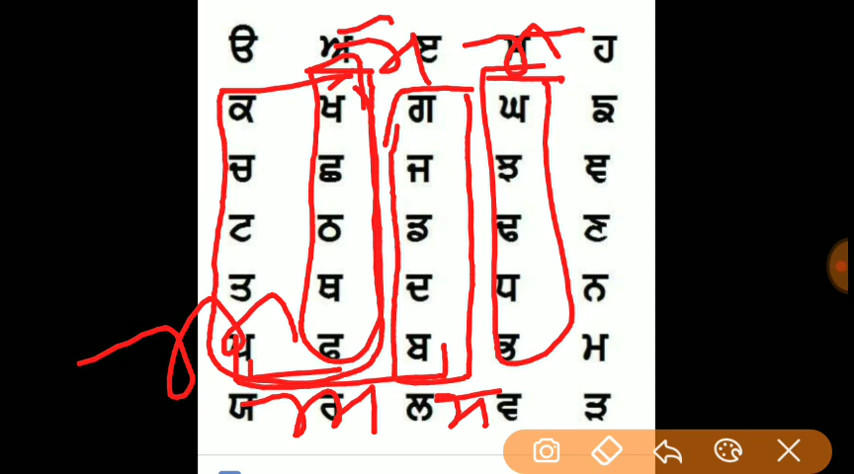 ੳ ਅ ੲ ਸ ਹ
ਕ ਖ ਗ ਘ ਙ
ਚ ਛ ਜ ਝ ਞ
ਟ ਠ ਡ ਢ ਣ
ਤ ਥ ਦ ਧ ਨ
ਪ ਫ ਬ ਭ ਮ
ਯ ਰ ਲ ਵ ੜ